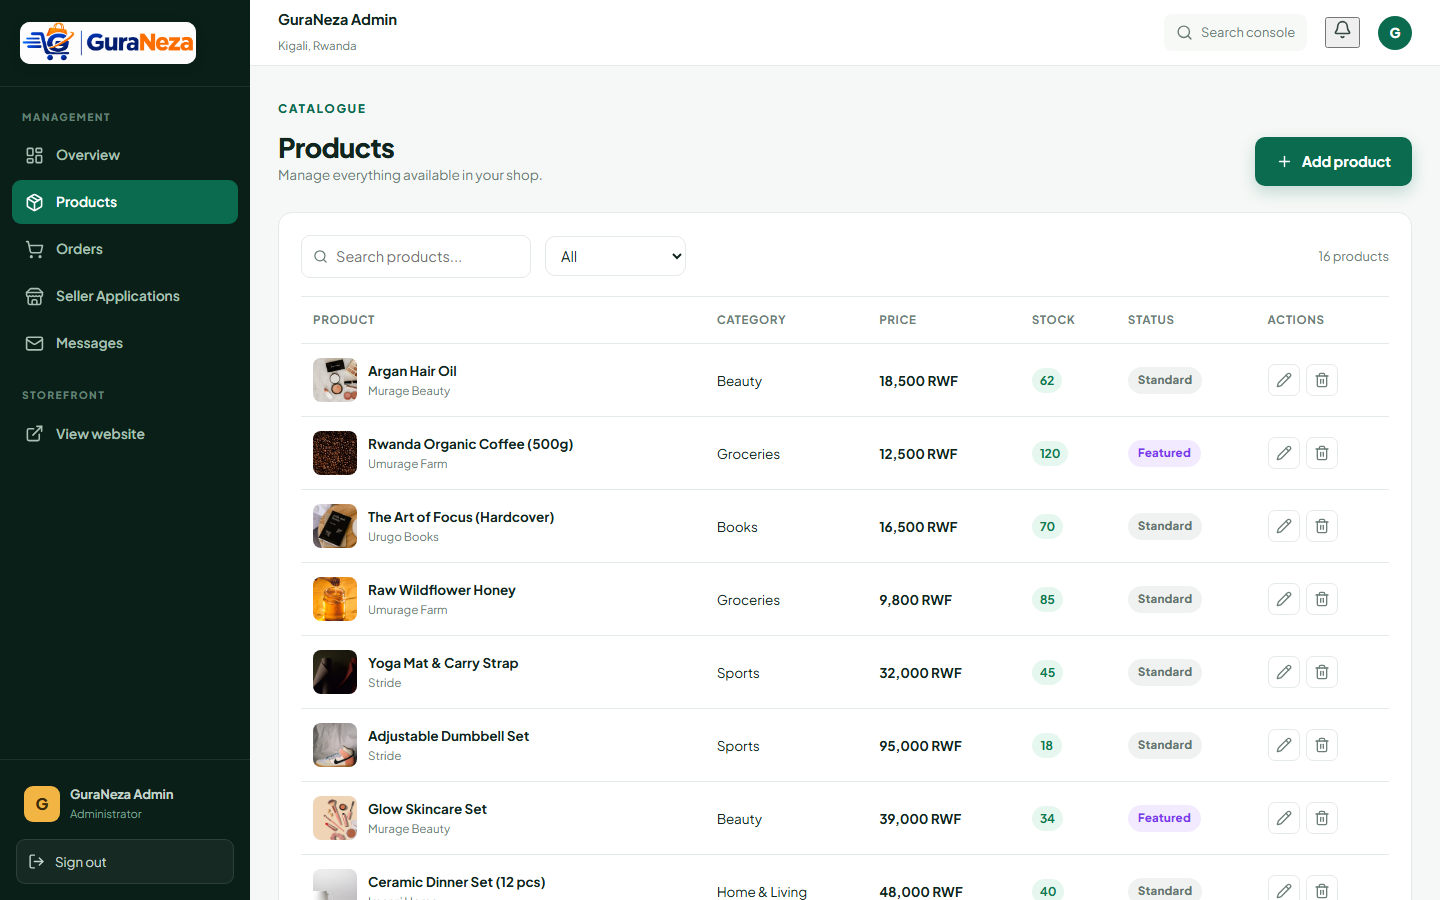 GuraNeza
MANAGEMENT
Overview
Products
Orders
Seller Applications
Messages
STOREFRONT
View website
G
GuraNeza Admin
Administrator
Sign out
GuraNeza Admin
Kigali, Rwanda
Search console
G
CATALOGUE
Products
Manage everything available in your shop.
Add product
Search products...
All
16 products
PRODUCT CATEGORY PRICE STOCK STATUS ACTIONS
Argan Hair Oil
Murage Beauty
Beauty 18,500 RWF 62 Standard
Rwanda Organic Coffee (500g)
Umurage Farm
Groceries 12,500 RWF 120 Featured
The Art of Focus (Hardcover)
Urugo Books
Books 16,500 RWF 70 Standard
Raw Wildflower Honey
Umurage Farm
Groceries 9,800 RWF 85 Standard
Yoga Mat & Carry Strap
Stride
Sports 32,000 RWF 45 Standard
Adjustable Dumbbell Set
Stride
Sports 95,000 RWF 18 Standard
Glow Skincare Set
Murage Beauty
Beauty 39,000 RWF 34 Featured
Ceramic Dinner Set (12 pcs)
Home & Living 48,000 RWF 40 Standard